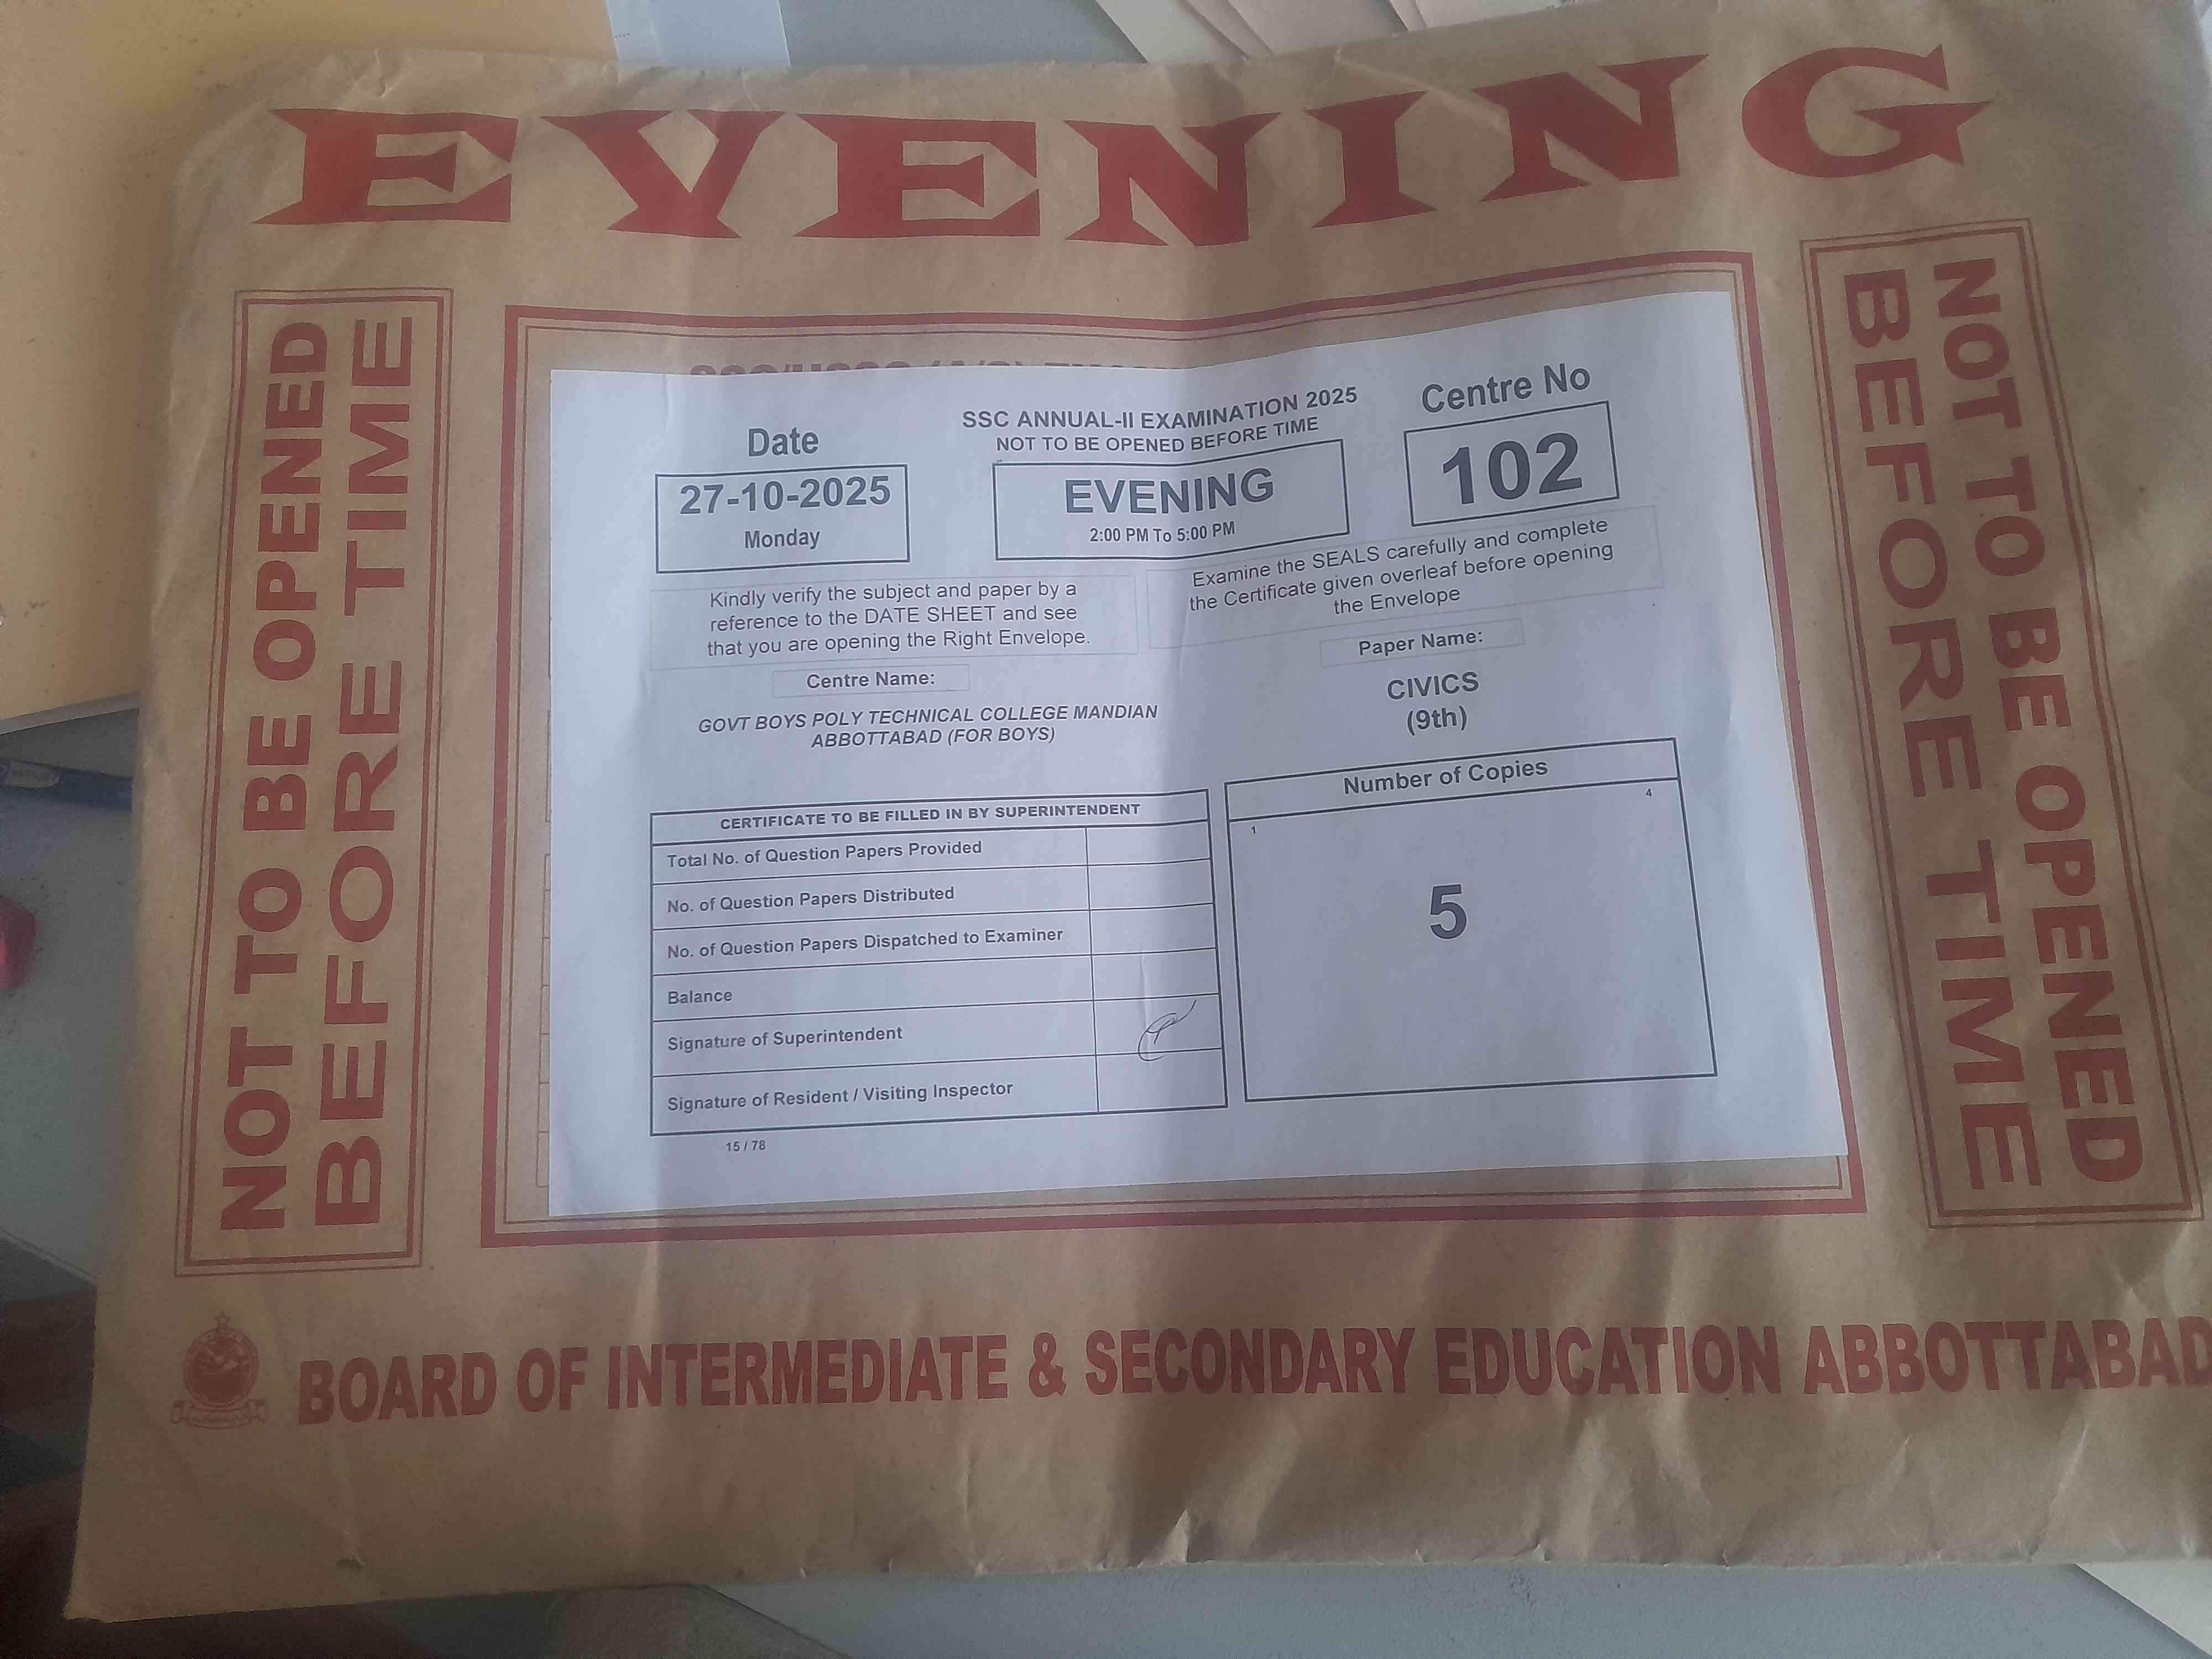 EVENING
NOT TO BE OPENED
BEFORE TIME
NOT TO BE OPENED
BEFORE TIME
SSC ANNUAL-II EXAMINATION 2025
NOT TO BE OPENED BEFORE TIME
Date
27-10-2025
Monday
EVENING
2:00 PM To 5:00 PM
Centre No
102
Kindly verify the subject and paper by a
reference to the DATE SHEET and see
that you are opening the Right Envelope.
Examine the SEALS carefully and complete
the Certificate given overleaf before opening
the Envelope
Centre Name:
GOVT BOYS POLY TECHNICAL COLLEGE MANDIAN
ABBOTTABAD (FOR BOYS)
Paper Name:
CIVICS
(9th)
CERTIFICATE TO BE FILLED IN BY SUPERINTENDENT
Total No. of Question Papers Provided
No. of Question Papers Distributed
No. of Question Papers Dispatched to Examiner
Balance
Signature of Superintendent
Signature of Resident / Visiting Inspector
Number of Copies
1
4
5
15 / 78
BOARD OF INTERMEDIATE & SECONDARY EDUCATION ABBOTTABAD